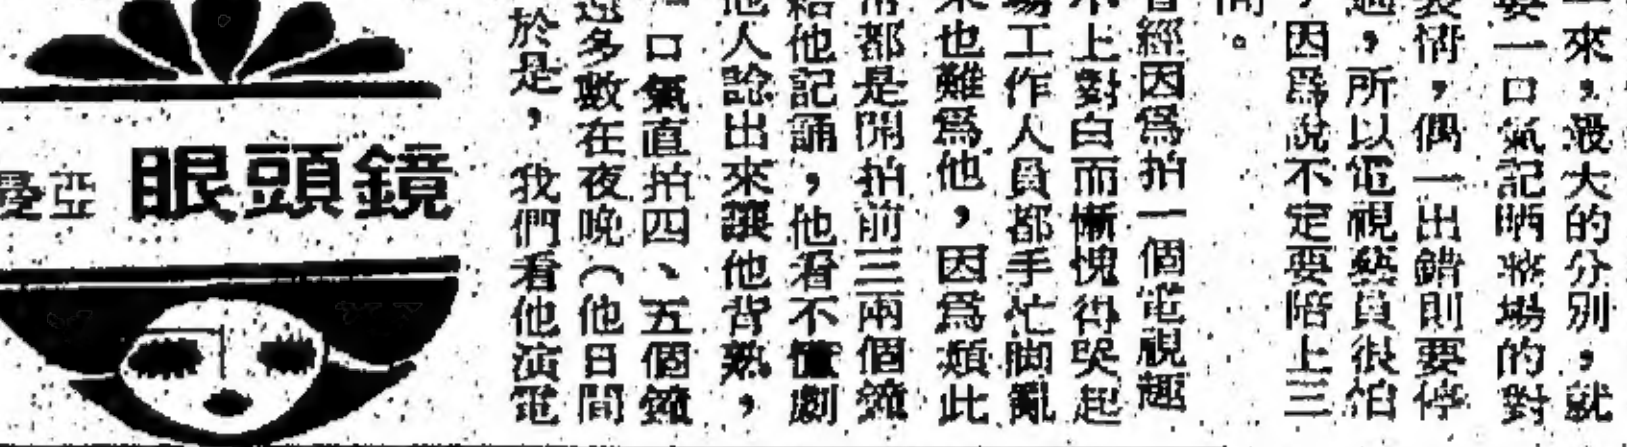 一來，最大的分別，就
要一口氣記晒整場的對
表情，偶一出錯則要停
過，所以電視藝員很怕
，因爲說不定要陪上三
間。
曾經因爲拍一個電視趣
不上對白而慚愧得哭起
場工作人員都手忙脚亂
來也難爲他，因爲類此
常都是開拍前三兩個鐘
給他記誦，他看不懂劇
他人諗出來讓他背熟，
一口氣直拍四、五個鐘
還多數在夜晚（他日間
於是，我們看他演電
鏡頭眼
亞